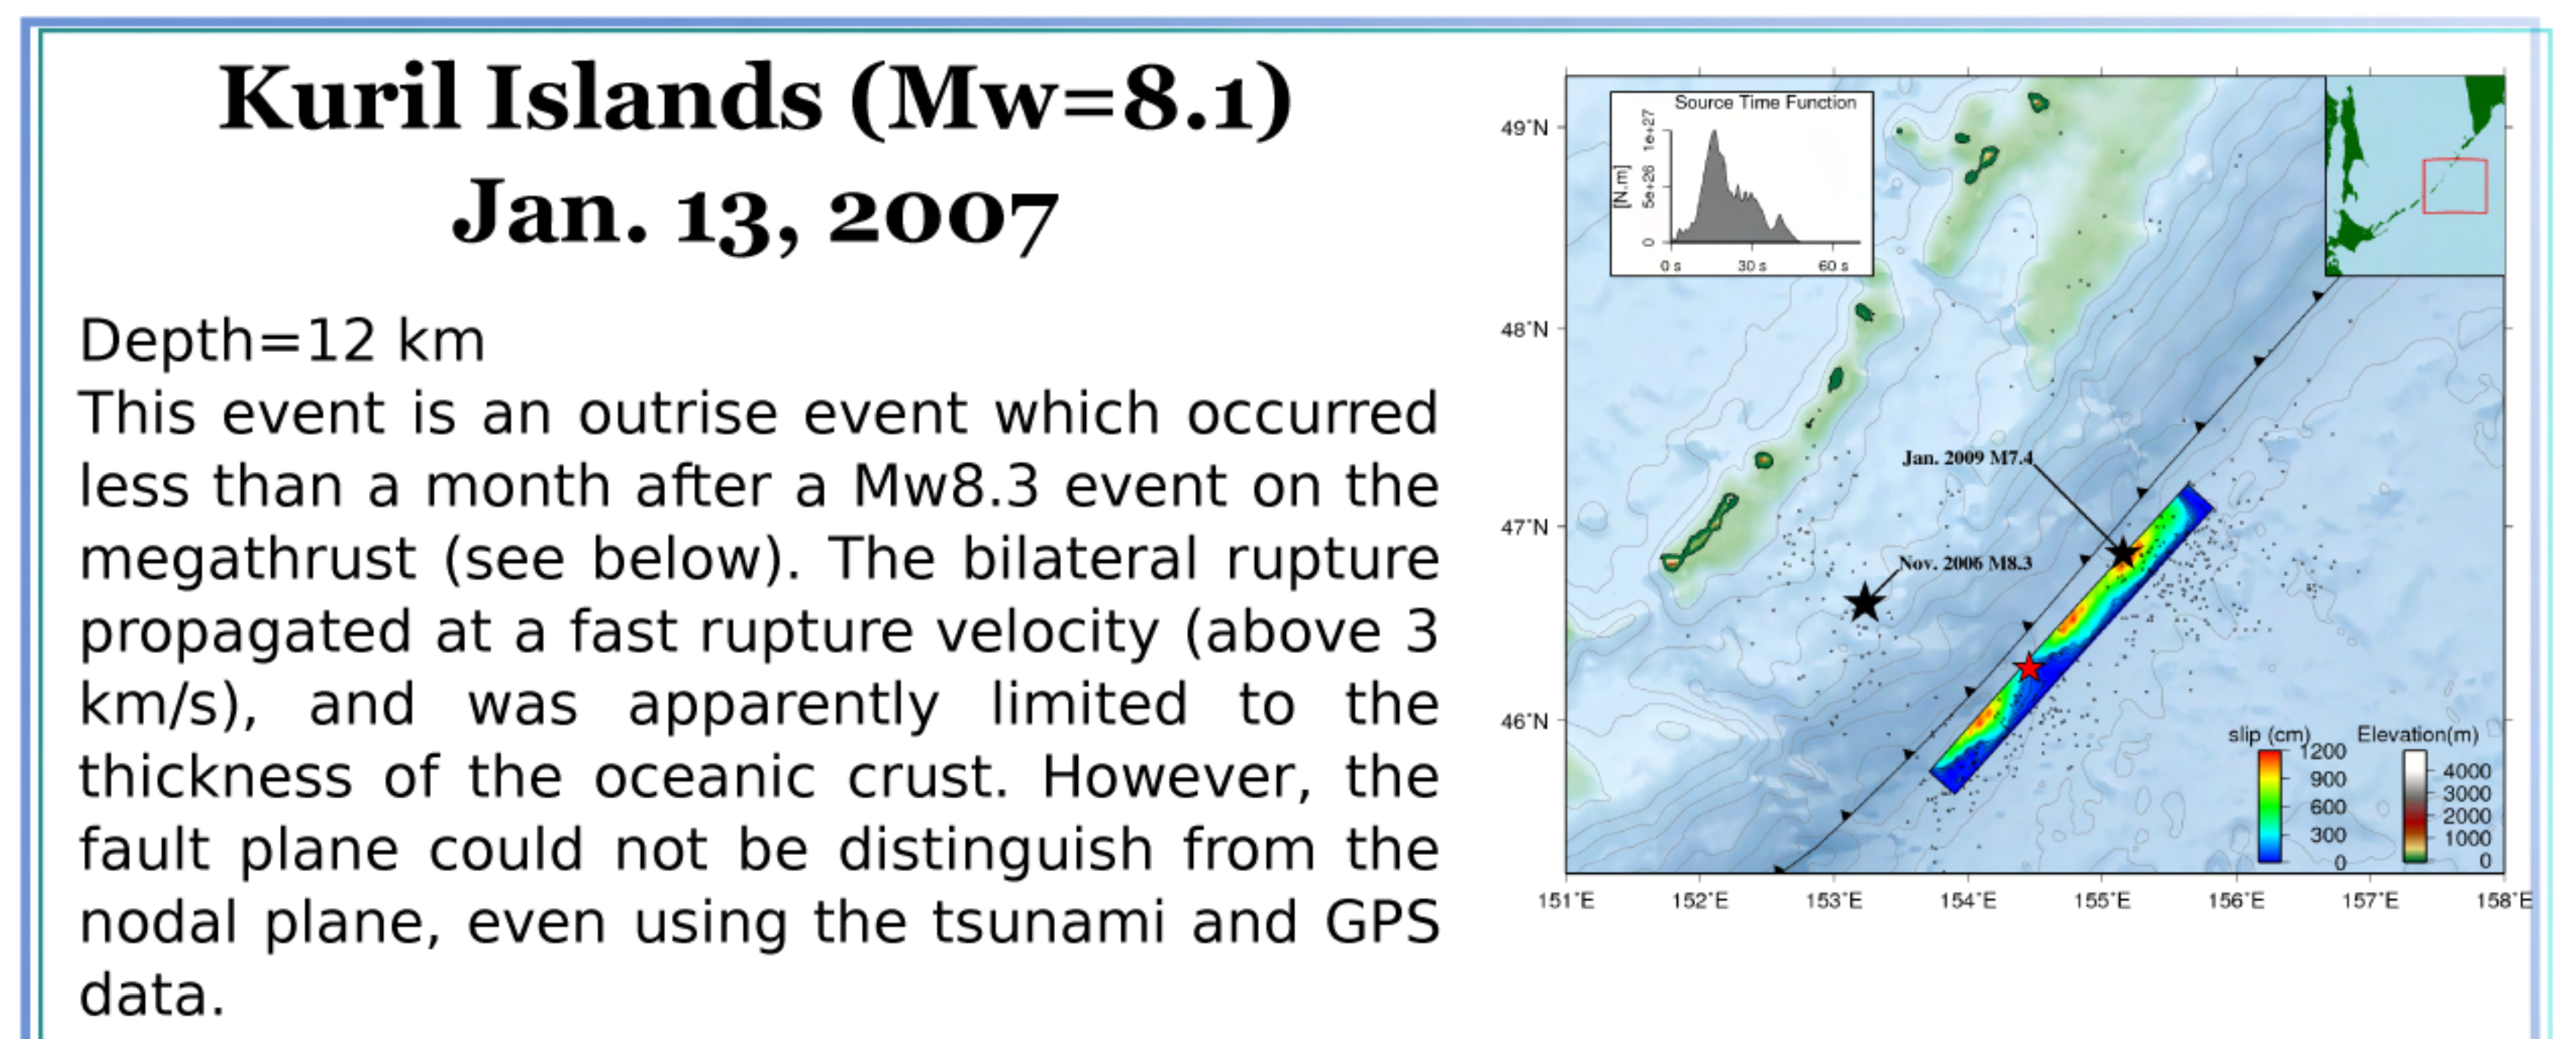 Kuril Islands (Mw=8.1)
Jan. 13, 2007
Depth=12 km
This event is an outrise event which occurred
less than a month after a Mw8.3 event on the
megathrust (see below). The bilateral rupture
propagated at a fast rupture velocity (above 3
km/s), and was apparently limited to the
thickness of the oceanic crust. However, the
fault plane could not be distinguish from the
nodal plane, even using the tsunami and GPS
data.
Source Time Function
[N.m]
0 5e+26 1e+27
0 s 30 s 60 s
49°N
48°N
47°N
46°N
Jan. 2009 M7.4
Nov. 2006 M8.3
slip (cm)
1200
900
600
300
0
Elevation(m)
4000
3000
2000
1000
0
151°E 152°E 153°E 154°E 155°E 156°E 157°E 158°E